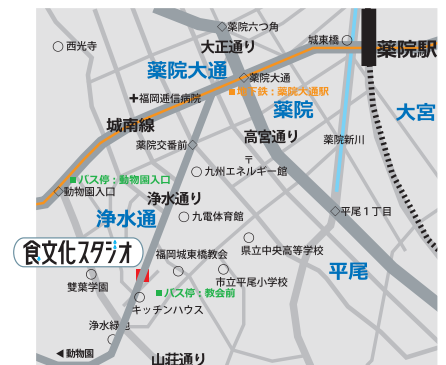 薬院六つ角
西光寺
大正通り
城東橋
薬院駅
薬院大通
薬院大通
■地下鉄：薬院大通駅
福岡逓信病院
薬院
大宮
城南線
高宮通り
薬院交番前
薬院新川
〒
九州エネルギー館
■バス停：動物園入口
動物園入口
浄水通り
浄水通
九電体育館
平尾1丁目
食文化スタジオ
福岡城東橋教会
県立中央高等学校
平尾
雙葉学園
市立平尾小学校
■バス停：教会前
キッチンハウス
浄水緑地
◀動物園
山荘通り